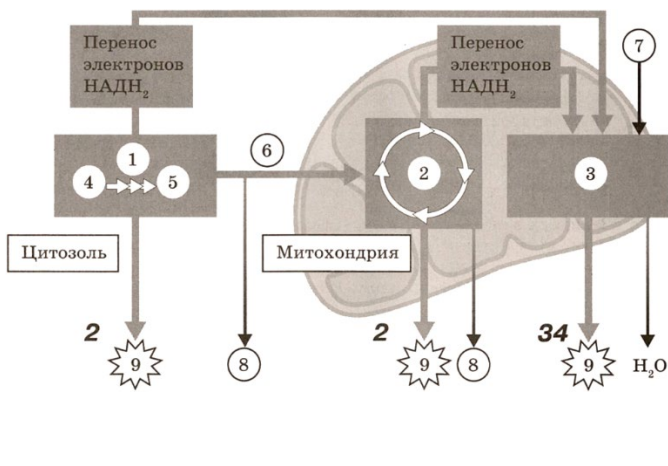 Перенос
электронов
НАДН₂
Перенос
электронов
НАДН₂
7
6
1
4
5
2
3
Цитозоль
Митохондрия
2
2
34
9
8
9
8
9
H₂O